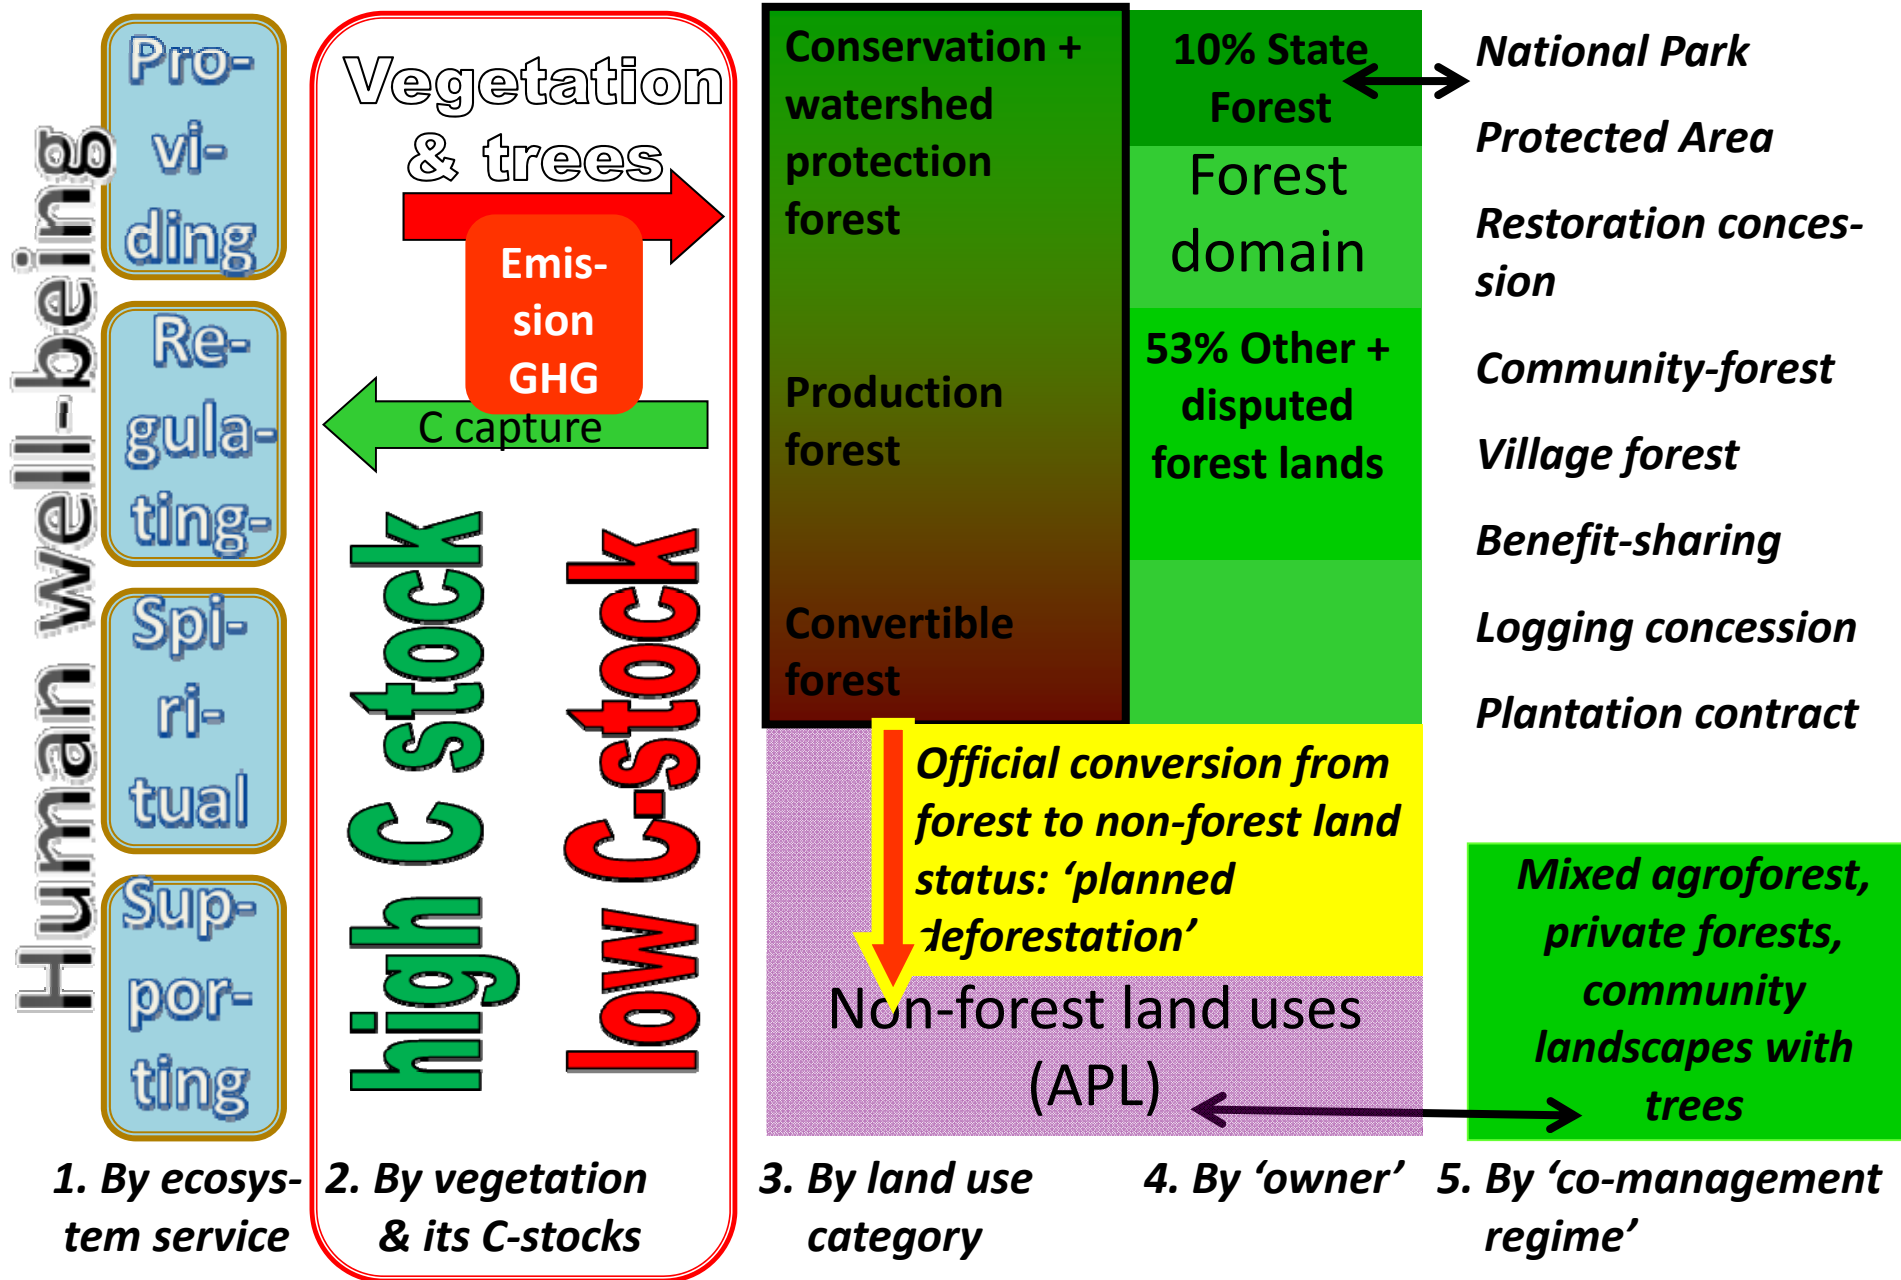 Human well-being
Pro-
vi-
ding
Re-
gula-
ting-
Spi-
ri-
tual
Sup-
por-
ting
1. By ecosys-
tem service
Vegetation
& trees
Emis-
sion
GHG
C capture
high C stock
low C-stock
2. By vegetation
& its C-stocks
Conservation +
watershed
protection
forest
Production
forest
Convertible
forest
10% State
Forest
Forest
domain
53% Other +
disputed
forest lands
Official conversion from
forest to non-forest land
status: ‘planned
deforestation’
Non-forest land uses
(APL)
3. By land use
category
4. By ‘owner’
National Park
Protected Area
Restoration conces-
sion
Community-forest
Village forest
Benefit-sharing
Logging concession
Plantation contract
Mixed agroforest,
private forests,
community
landscapes with
trees
5. By ‘co-management
regime’